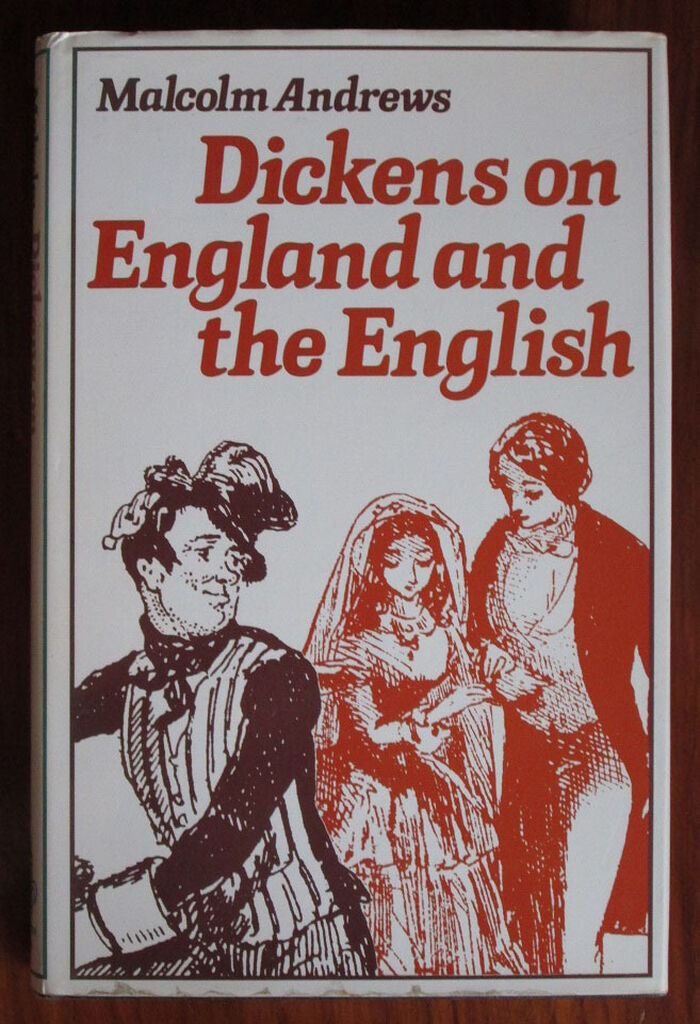 Malcolm Andrews
Dickens on
England and
the English